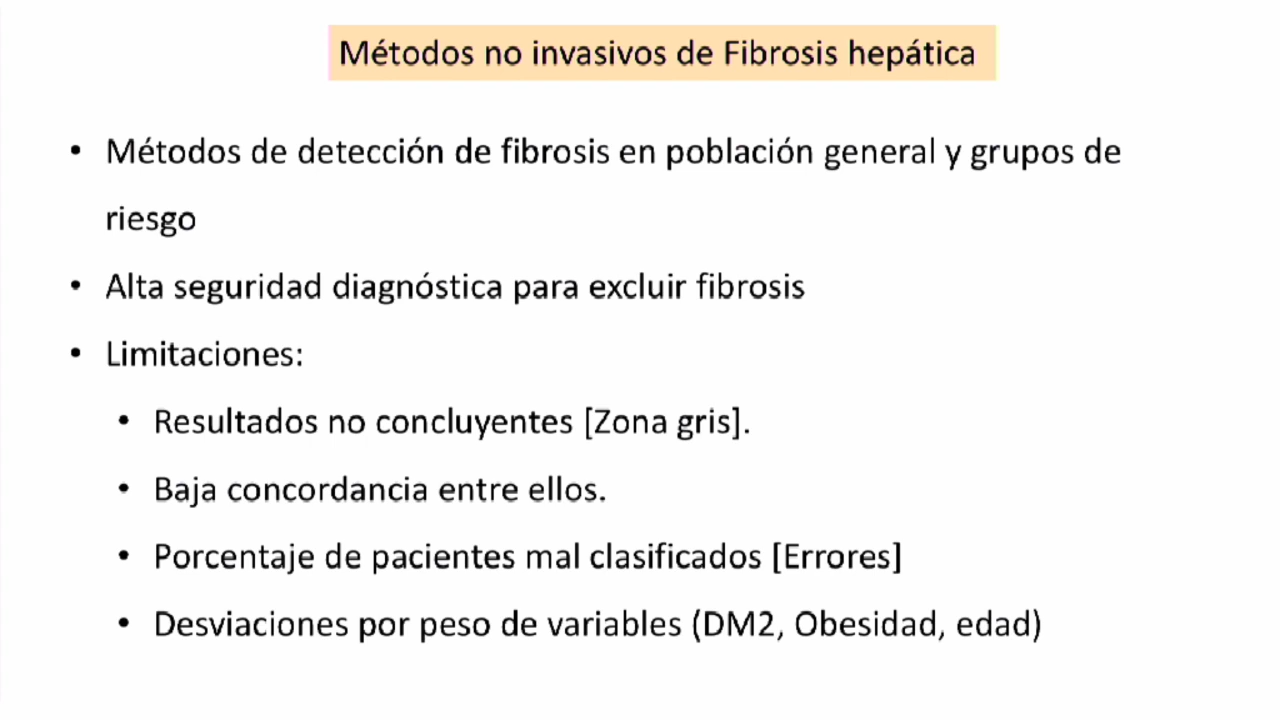 Métodos no invasivos de Fibrosis hepática
• Métodos de detección de fibrosis en población general y grupos de
riesgo
• Alta seguridad diagnóstica para excluir fibrosis
• Limitaciones:
• Resultados no concluyentes [Zona gris].
• Baja concordancia entre ellos.
• Porcentaje de pacientes mal clasificados [Errores]
• Desviaciones por peso de variables (DM2, Obesidad, edad)